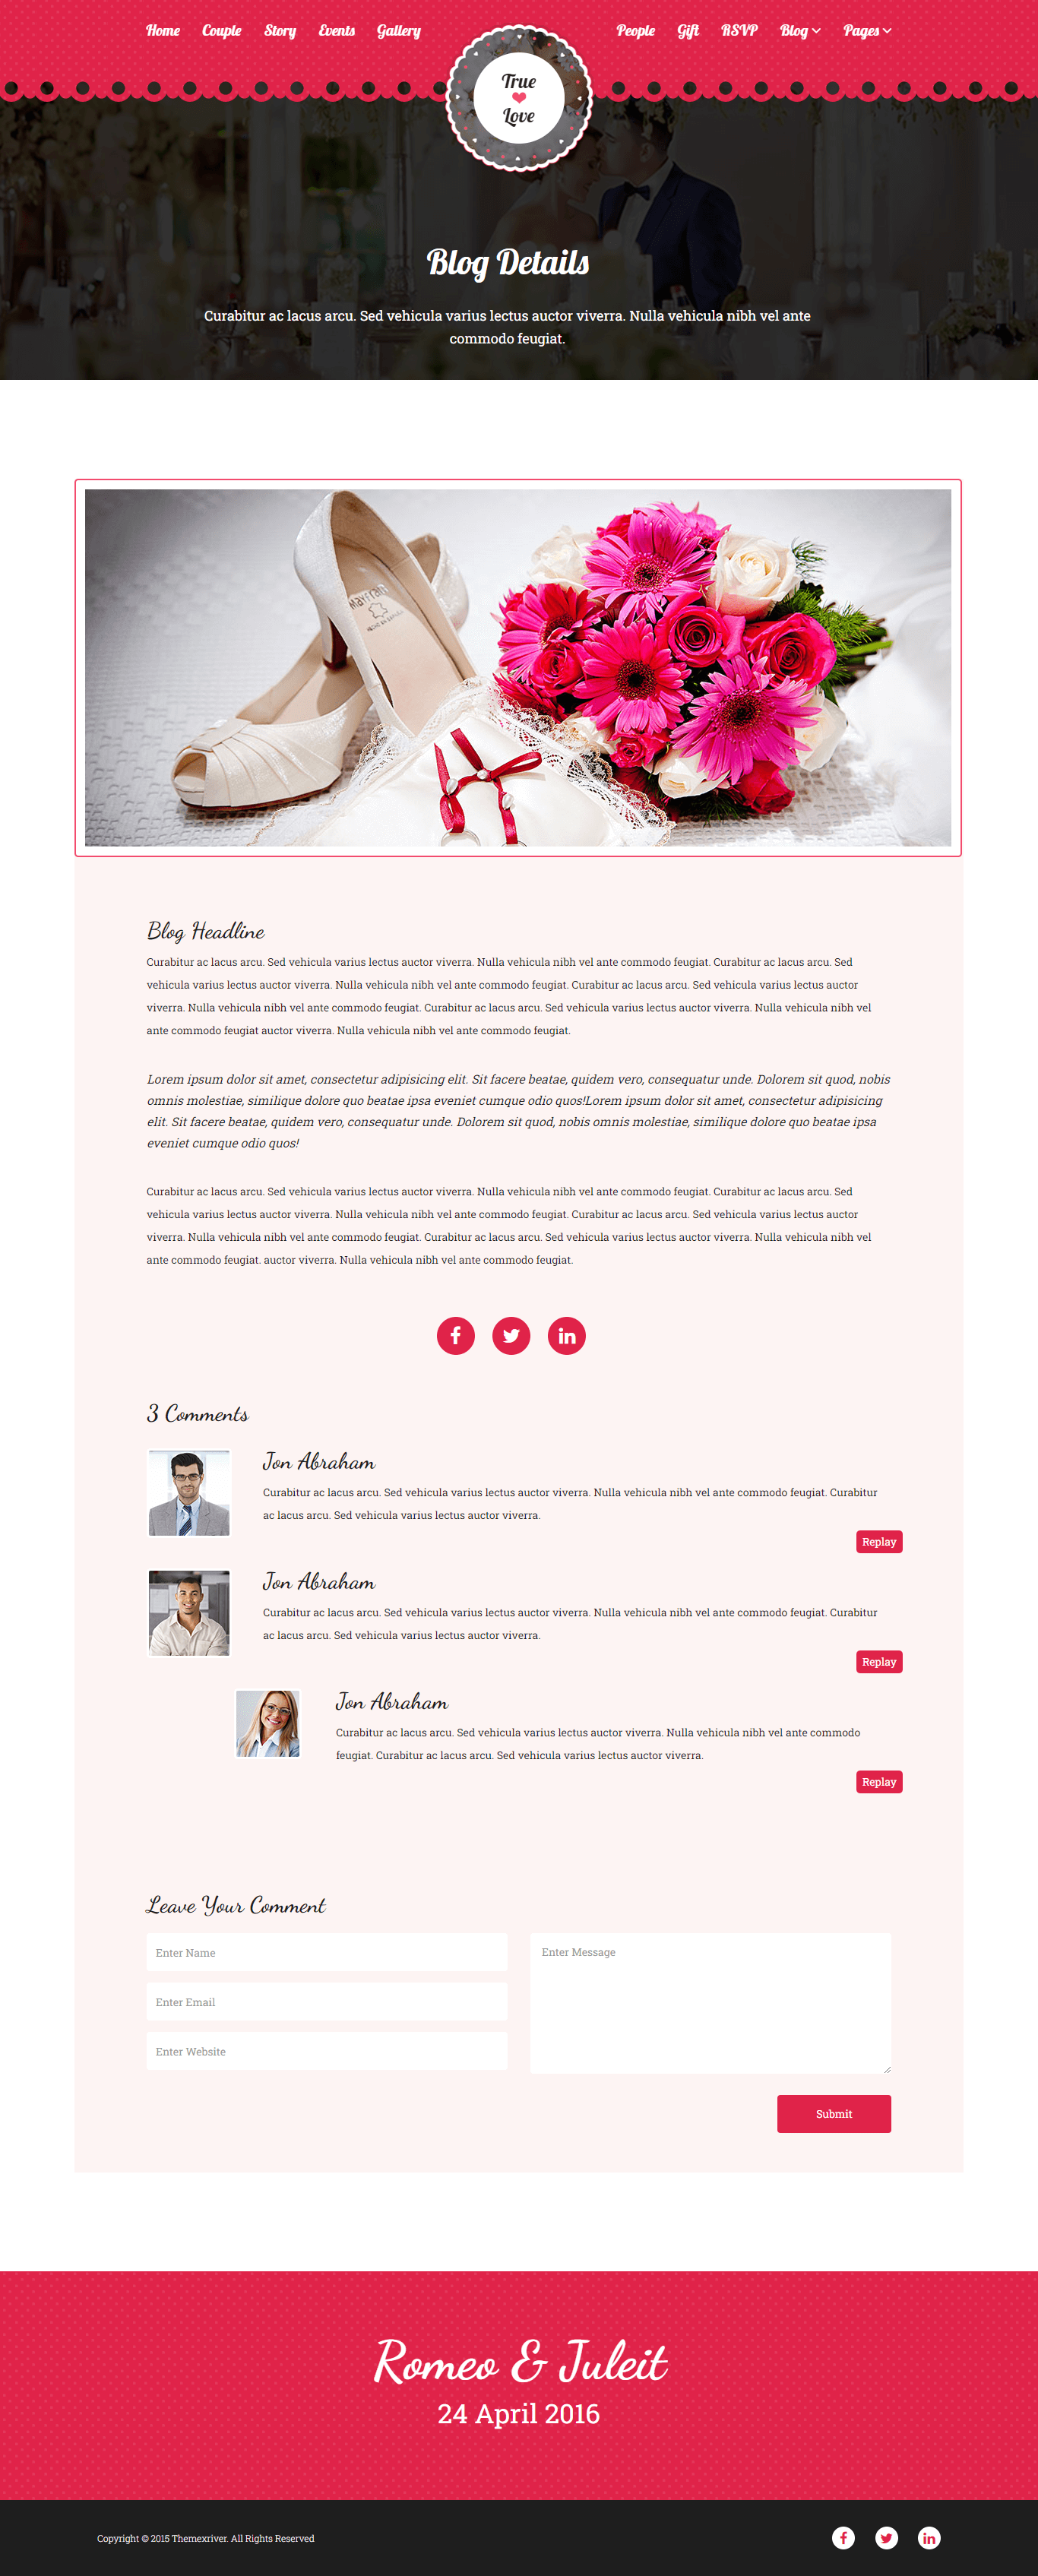 Home Couple Story Events Gallery People Gift RSVP Blog Pages
True
Love
Blog Details
Curabitur ac lacus arcu. Sed vehicula varius lectus auctor viverra. Nulla vehicula nibh vel ante
commodo feugiat.
MayFran
Blog Headline
Curabitur ac lacus arcu. Sed vehicula varius lectus auctor viverra. Nulla vehicula nibh vel ante commodo feugiat. Curabitur ac lacus arcu. Sed
vehicula varius lectus auctor viverra. Nulla vehicula nibh vel ante commodo feugiat. Curabitur ac lacus arcu. Sed vehicula varius lectus auctor
viverra. Nulla vehicula nibh vel ante commodo feugiat. Curabitur ac lacus arcu. Sed vehicula varius lectus auctor viverra. Nulla vehicula nibh vel
ante commodo feugiat auctor viverra. Nulla vehicula nibh vel ante commodo feugiat.
Lorem ipsum dolor sit amet, consectetur adipisicing elit. Sit facere beatae, quidem vero, consequatur unde. Dolorem sit quod, nobis
omnis molestiae, similique dolore quo beatae ipsa eveniet cumque odio quos!Lorem ipsum dolor sit amet, consectetur adipisicing
elit. Sit facere beatae, quidem vero, consequatur unde. Dolorem sit quod, nobis omnis molestiae, similique dolore quo beatae ipsa
eveniet cumque odio quos!
Curabitur ac lacus arcu. Sed vehicula varius lectus auctor viverra. Nulla vehicula nibh vel ante commodo feugiat. Curabitur ac lacus arcu. Sed
vehicula varius lectus auctor viverra. Nulla vehicula nibh vel ante commodo feugiat. Curabitur ac lacus arcu. Sed vehicula varius lectus auctor
viverra. Nulla vehicula nibh vel ante commodo feugiat. Curabitur ac lacus arcu. Sed vehicula varius lectus auctor viverra. Nulla vehicula nibh vel
ante commodo feugiat. auctor viverra. Nulla vehicula nibh vel ante commodo feugiat.
3 Comments
Jon Abraham
Curabitur ac lacus arcu. Sed vehicula varius lectus auctor viverra. Nulla vehicula nibh vel ante commodo feugiat. Curabitur
ac lacus arcu. Sed vehicula varius lectus auctor viverra.
Replay
Jon Abraham
Curabitur ac lacus arcu. Sed vehicula varius lectus auctor viverra. Nulla vehicula nibh vel ante commodo feugiat. Curabitur
ac lacus arcu. Sed vehicula varius lectus auctor viverra.
Replay
Jon Abraham
Curabitur ac lacus arcu. Sed vehicula varius lectus auctor viverra. Nulla vehicula nibh vel ante commodo
feugiat. Curabitur ac lacus arcu. Sed vehicula varius lectus auctor viverra.
Replay
Leave Your Comment
Enter Name
Enter Email
Enter Website
Enter Message
Submit
Romeo & Juleit
24 April 2016
Copyright © 2015 Themexriver. All Rights Reserved